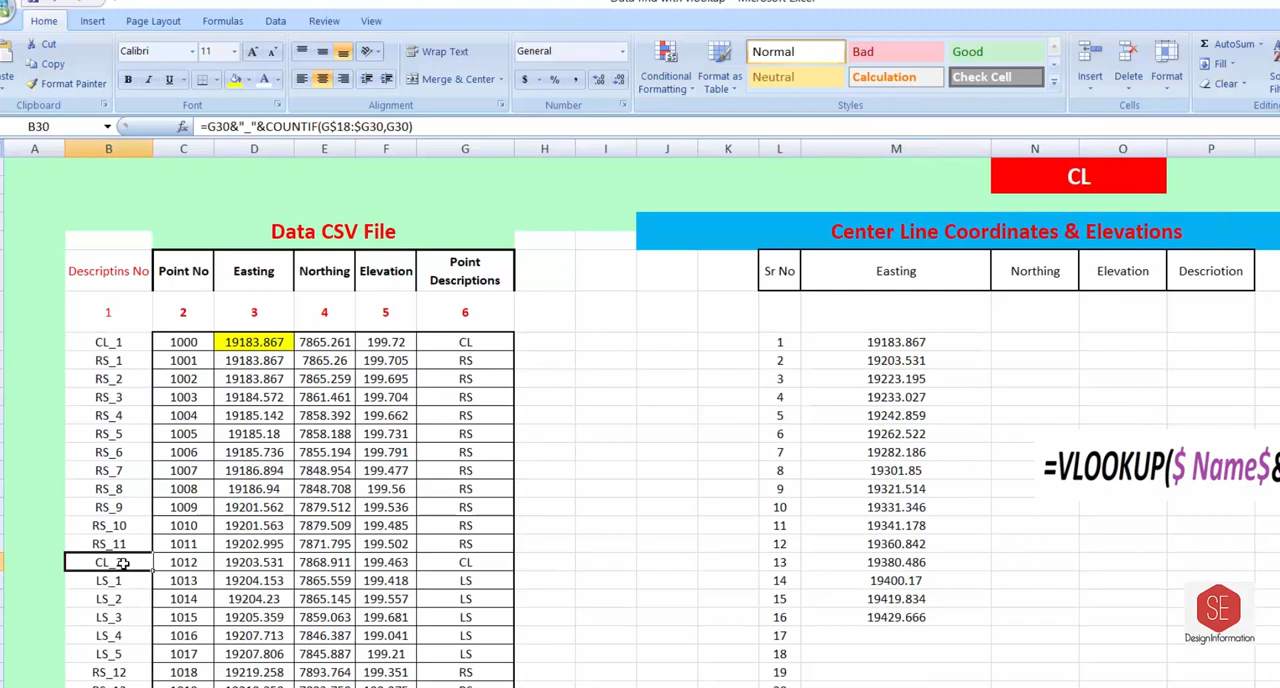 Home Insert Page Layout Formulas Data Review View
Cut
Copy
Format Painter
Clipboard
Calibri 11
B I U
Font
Wrap Text
Merge & Center
Alignment
General
$ % ,
Number
Conditional Formatting
Format as Table
Normal Bad Good
Neutral Calculation Check Cell
Styles
Insert Delete Format
Cells
AutoSum
Fill
Clear
B30 fx =G30&"_"&COUNTIF(G$18:$G30,G30)
A B C D E F G H I J K L M N O P
CL
Data CSV File Center Line Coordinates & Elevations
Descriptins No Point No Easting Northing Elevation Point Descriptions Sr No Easting Northing Elevation Descriotion
1 2 3 4 5 6
CL_1 1000 19183.867 7865.261 199.72 CL 1 19183.867
RS_1 1001 19183.867 7865.26 199.705 RS 2 19203.531
RS_2 1002 19183.867 7865.259 199.695 RS 3 19223.195
RS_3 1003 19184.572 7861.461 199.704 RS 4 19233.027
RS_4 1004 19185.142 7858.392 199.662 RS 5 19242.859
RS_5 1005 19185.18 7858.188 199.731 RS 6 19262.522
RS_6 1006 19185.736 7855.194 199.791 RS 7 19282.186
RS_7 1007 19186.894 7848.954 199.477 RS 8 19301.85
RS_8 1008 19186.94 7848.708 199.56 RS 9 19321.514
RS_9 1009 19201.562 7879.512 199.536 RS 10 19331.346
RS_10 1010 19201.563 7879.509 199.485 RS 11 19341.178
RS_11 1011 19202.995 7871.795 199.502 RS 12 19360.842
1012 19203.531 7868.911 199.463 CL 13 19380.486
LS_1 1013 19204.153 7865.559 199.418 LS 14 19400.17
LS_2 1014 19204.23 7865.145 199.557 LS 15 19419.834
LS_3 1015 19205.359 7859.063 199.681 LS 16 19429.666
LS_4 1016 19207.713 7846.387 199.041 LS 17
LS_5 1017 19207.806 7845.887 199.21 LS 18
RS_12 1018 19219.258 7893.764 199.351 RS 19
=VLOOKUP($ Name$&
SE
DesignInformation